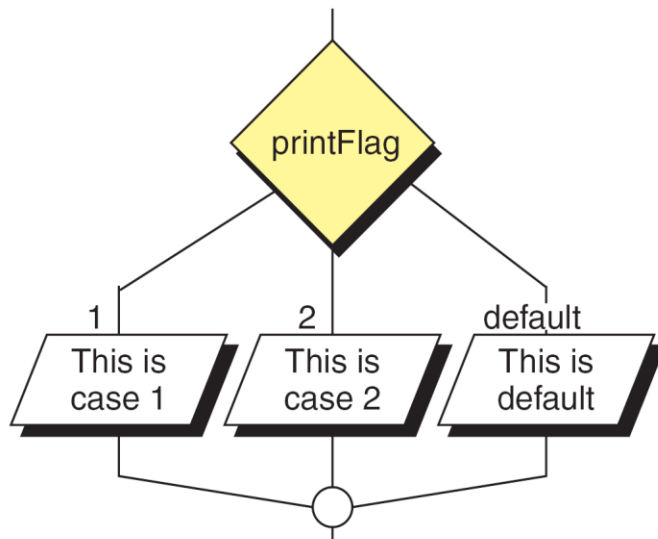 printFlag
1
2
default
This is
case 1
This is
case 2
This is
default